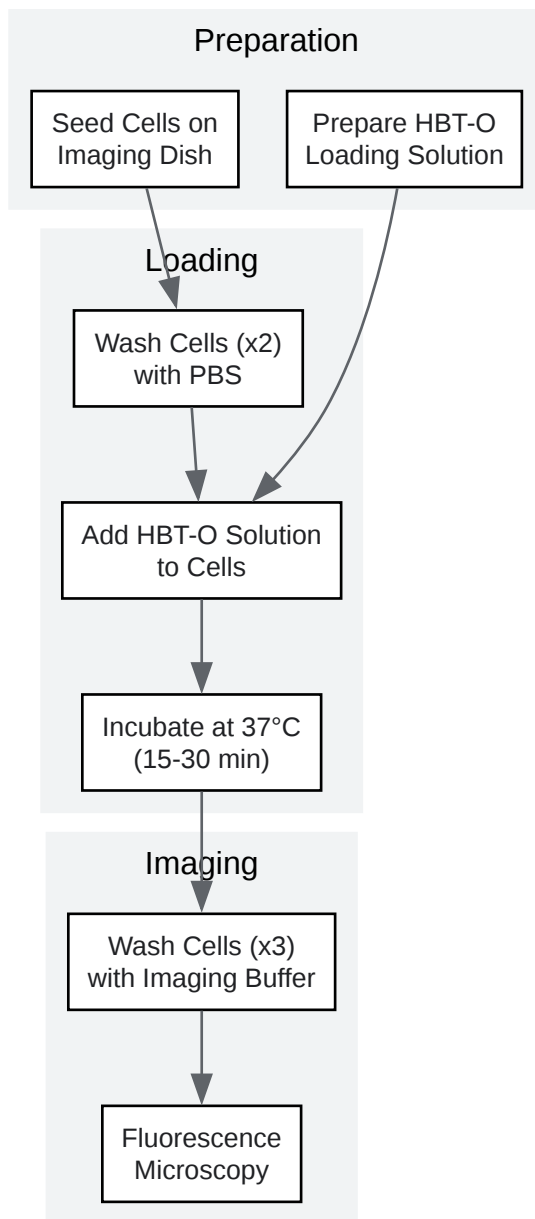 Preparation
Seed Cells on
Imaging Dish
Prepare HBT-O
Loading Solution
Loading
Wash Cells (x2)
with PBS
Add HBT-O Solution
to Cells
Incubate at 37°C
(15-30 min)
Imaging
Wash Cells (x3)
with Imaging Buffer
Fluorescence
Microscopy